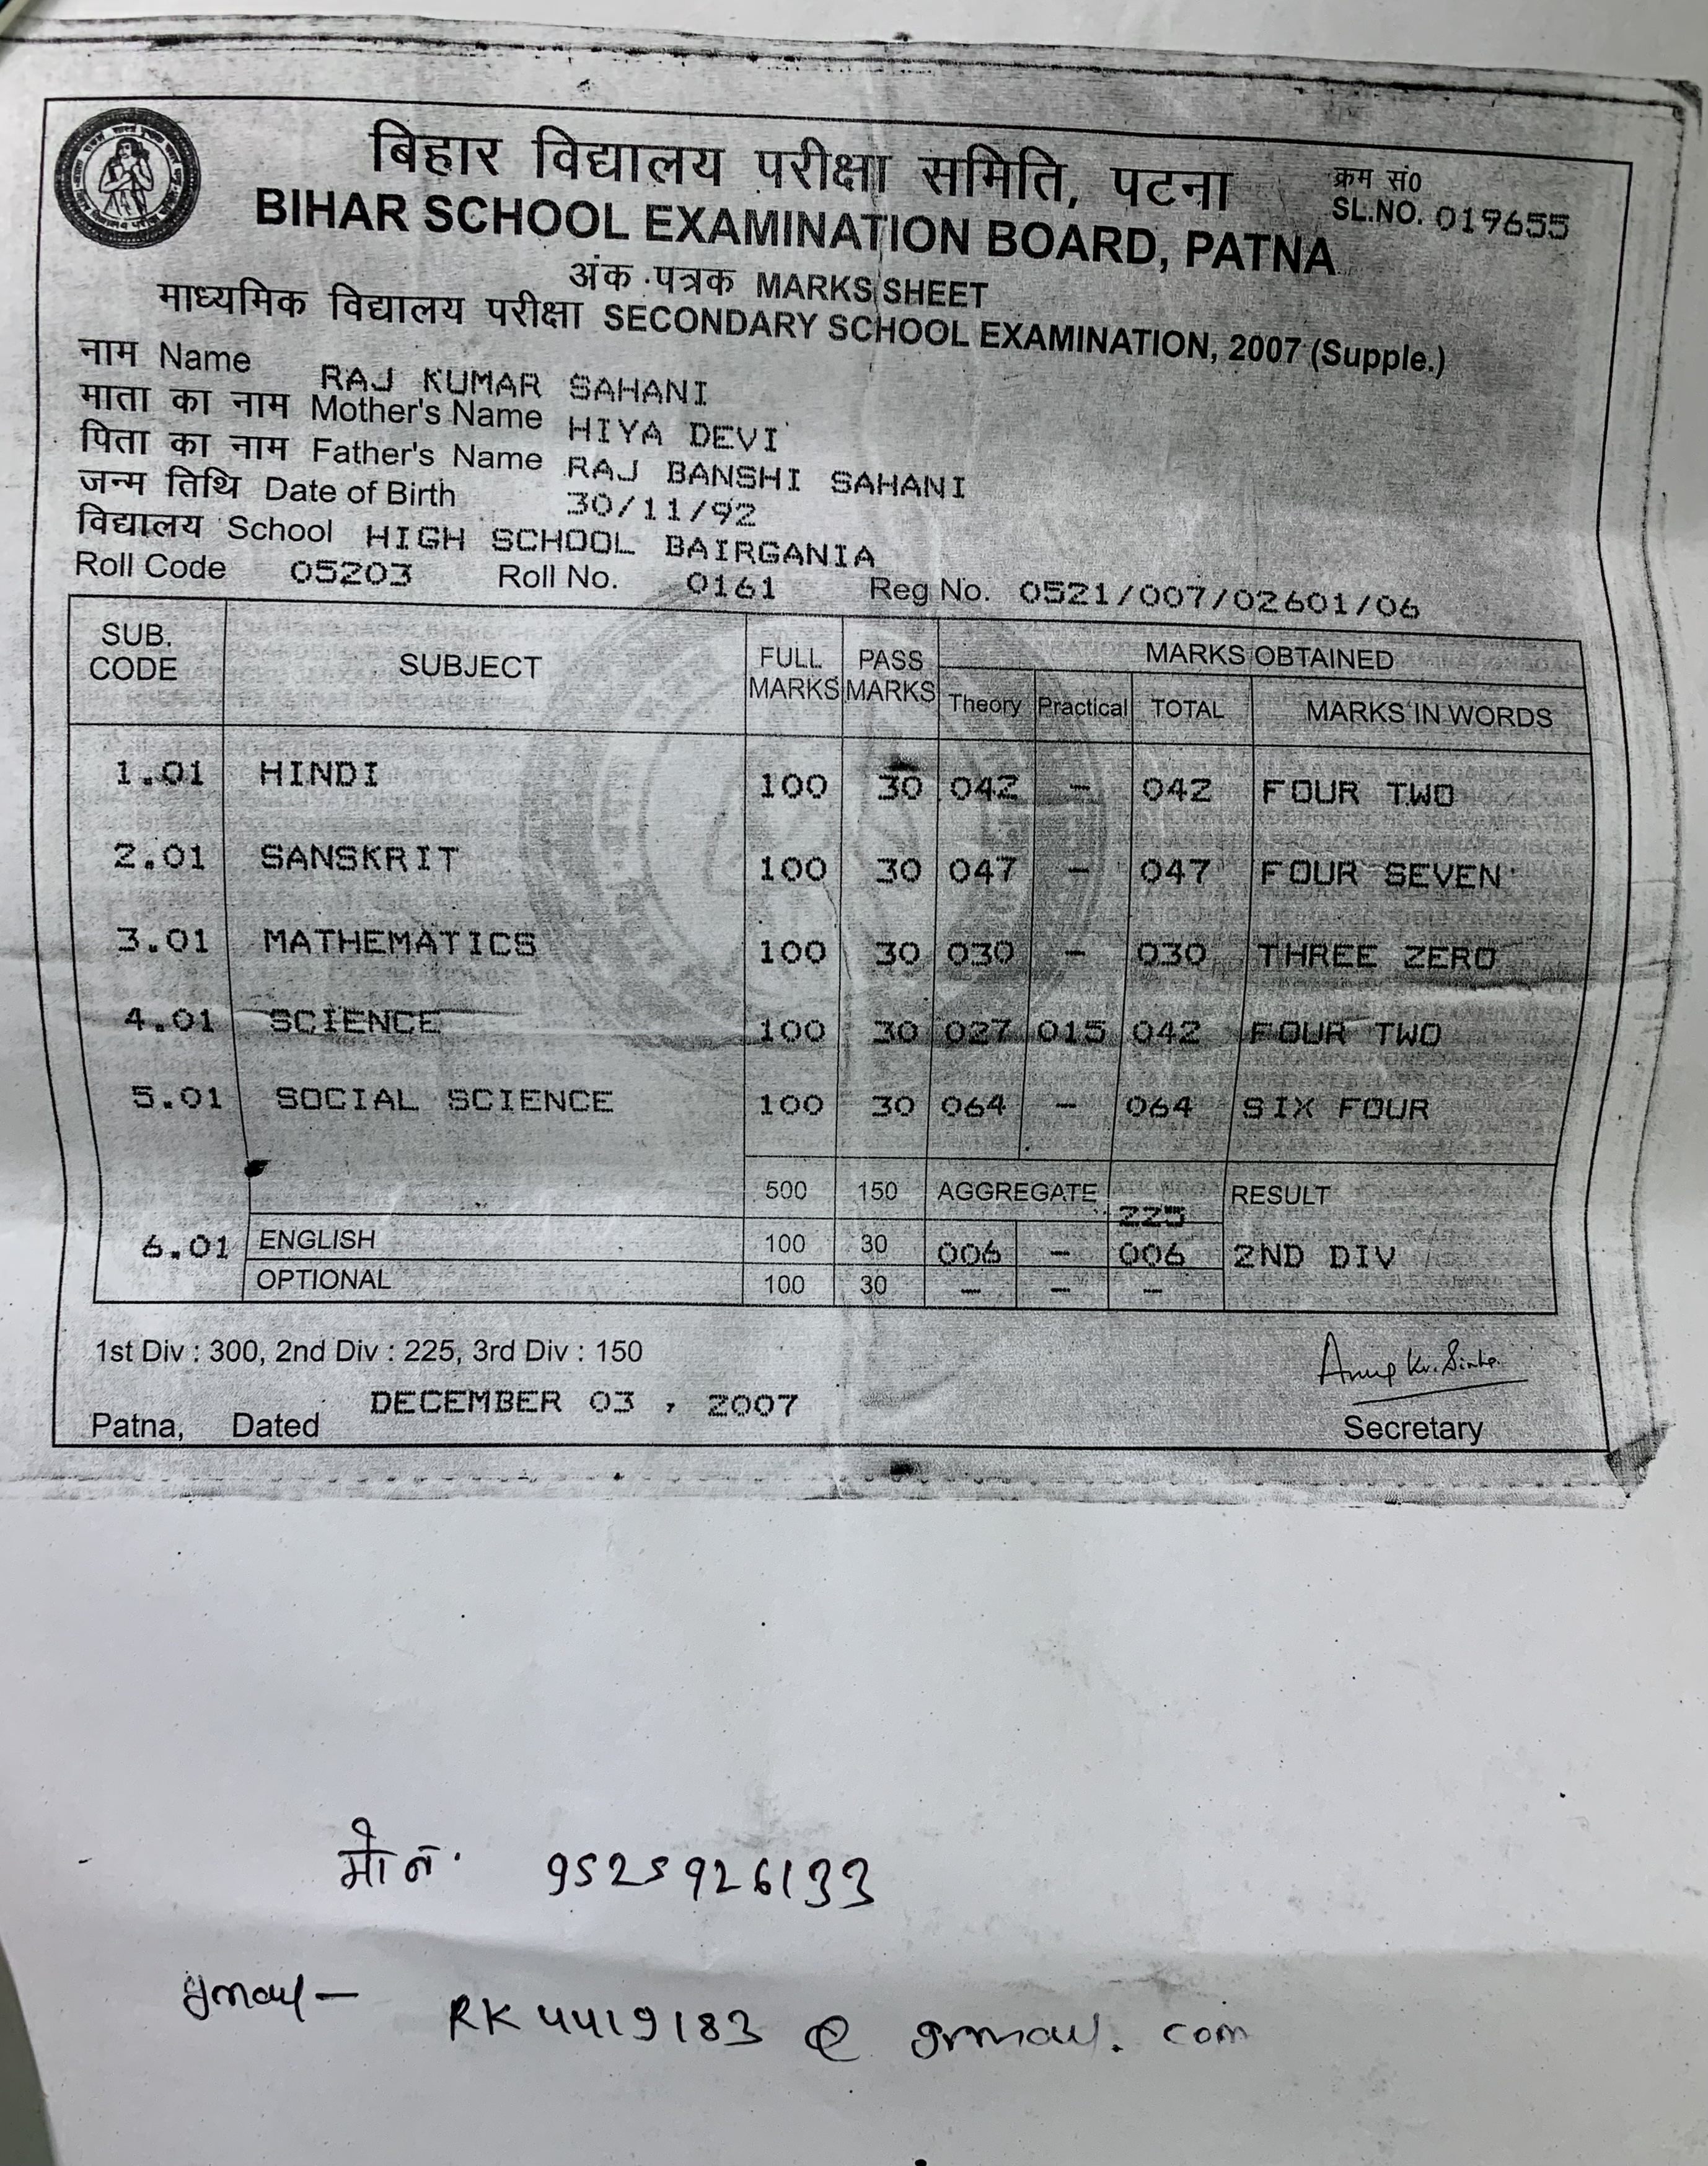 बिहार विद्यालय परीक्षा समिति, पटना
क्रम सं0
BIHAR SCHOOL EXAMINATION BOARD, PATNA
SL.NO. 019655
अंक पत्रक MARKS SHEET
माध्यमिक विद्यालय परीक्षा SECONDARY SCHOOL EXAMINATION, 2007 (Supple.)
नाम Name RAJ KUMAR SAHANI
माता का नाम Mother's Name HIYA DEVI
पिता का नाम Father's Name RAJ BANSHI SAHANI
जन्म तिथि Date of Birth 30/11/92
विद्यालय School HIGH SCHOOL BAIRGANIA
Roll Code 05203 Roll No. 0161 Reg No. 0521/007/02601/06
SUB. CODE SUBJECT FULL MARKS PASS MARKS MARKS OBTAINED
Theory Practical TOTAL MARKS IN WORDS
1.01 HINDI 100 30 042 - 042 FOUR TWO
2.01 SANSKRIT 100 30 047 - 047 FOUR SEVEN
3.01 MATHEMATICS 100 30 030 - 030 THREE ZERO
4.01 SCIENCE 100 30 027 015 042 FOUR TWO
5.01 SOCIAL SCIENCE 100 30 064 - 064 SIX FOUR
500 150 AGGREGATE 225 RESULT
6.01 ENGLISH 100 30 006 - 006 2ND DIV
OPTIONAL 100 30 - - -
1st Div : 300, 2nd Div : 225, 3rd Div : 150
Anup Kr. Sinha
Patna, Dated DECEMBER 03 , 2007
Secretary
मो नं. 9525926133
gmail — RK4419183 @ gmail. com